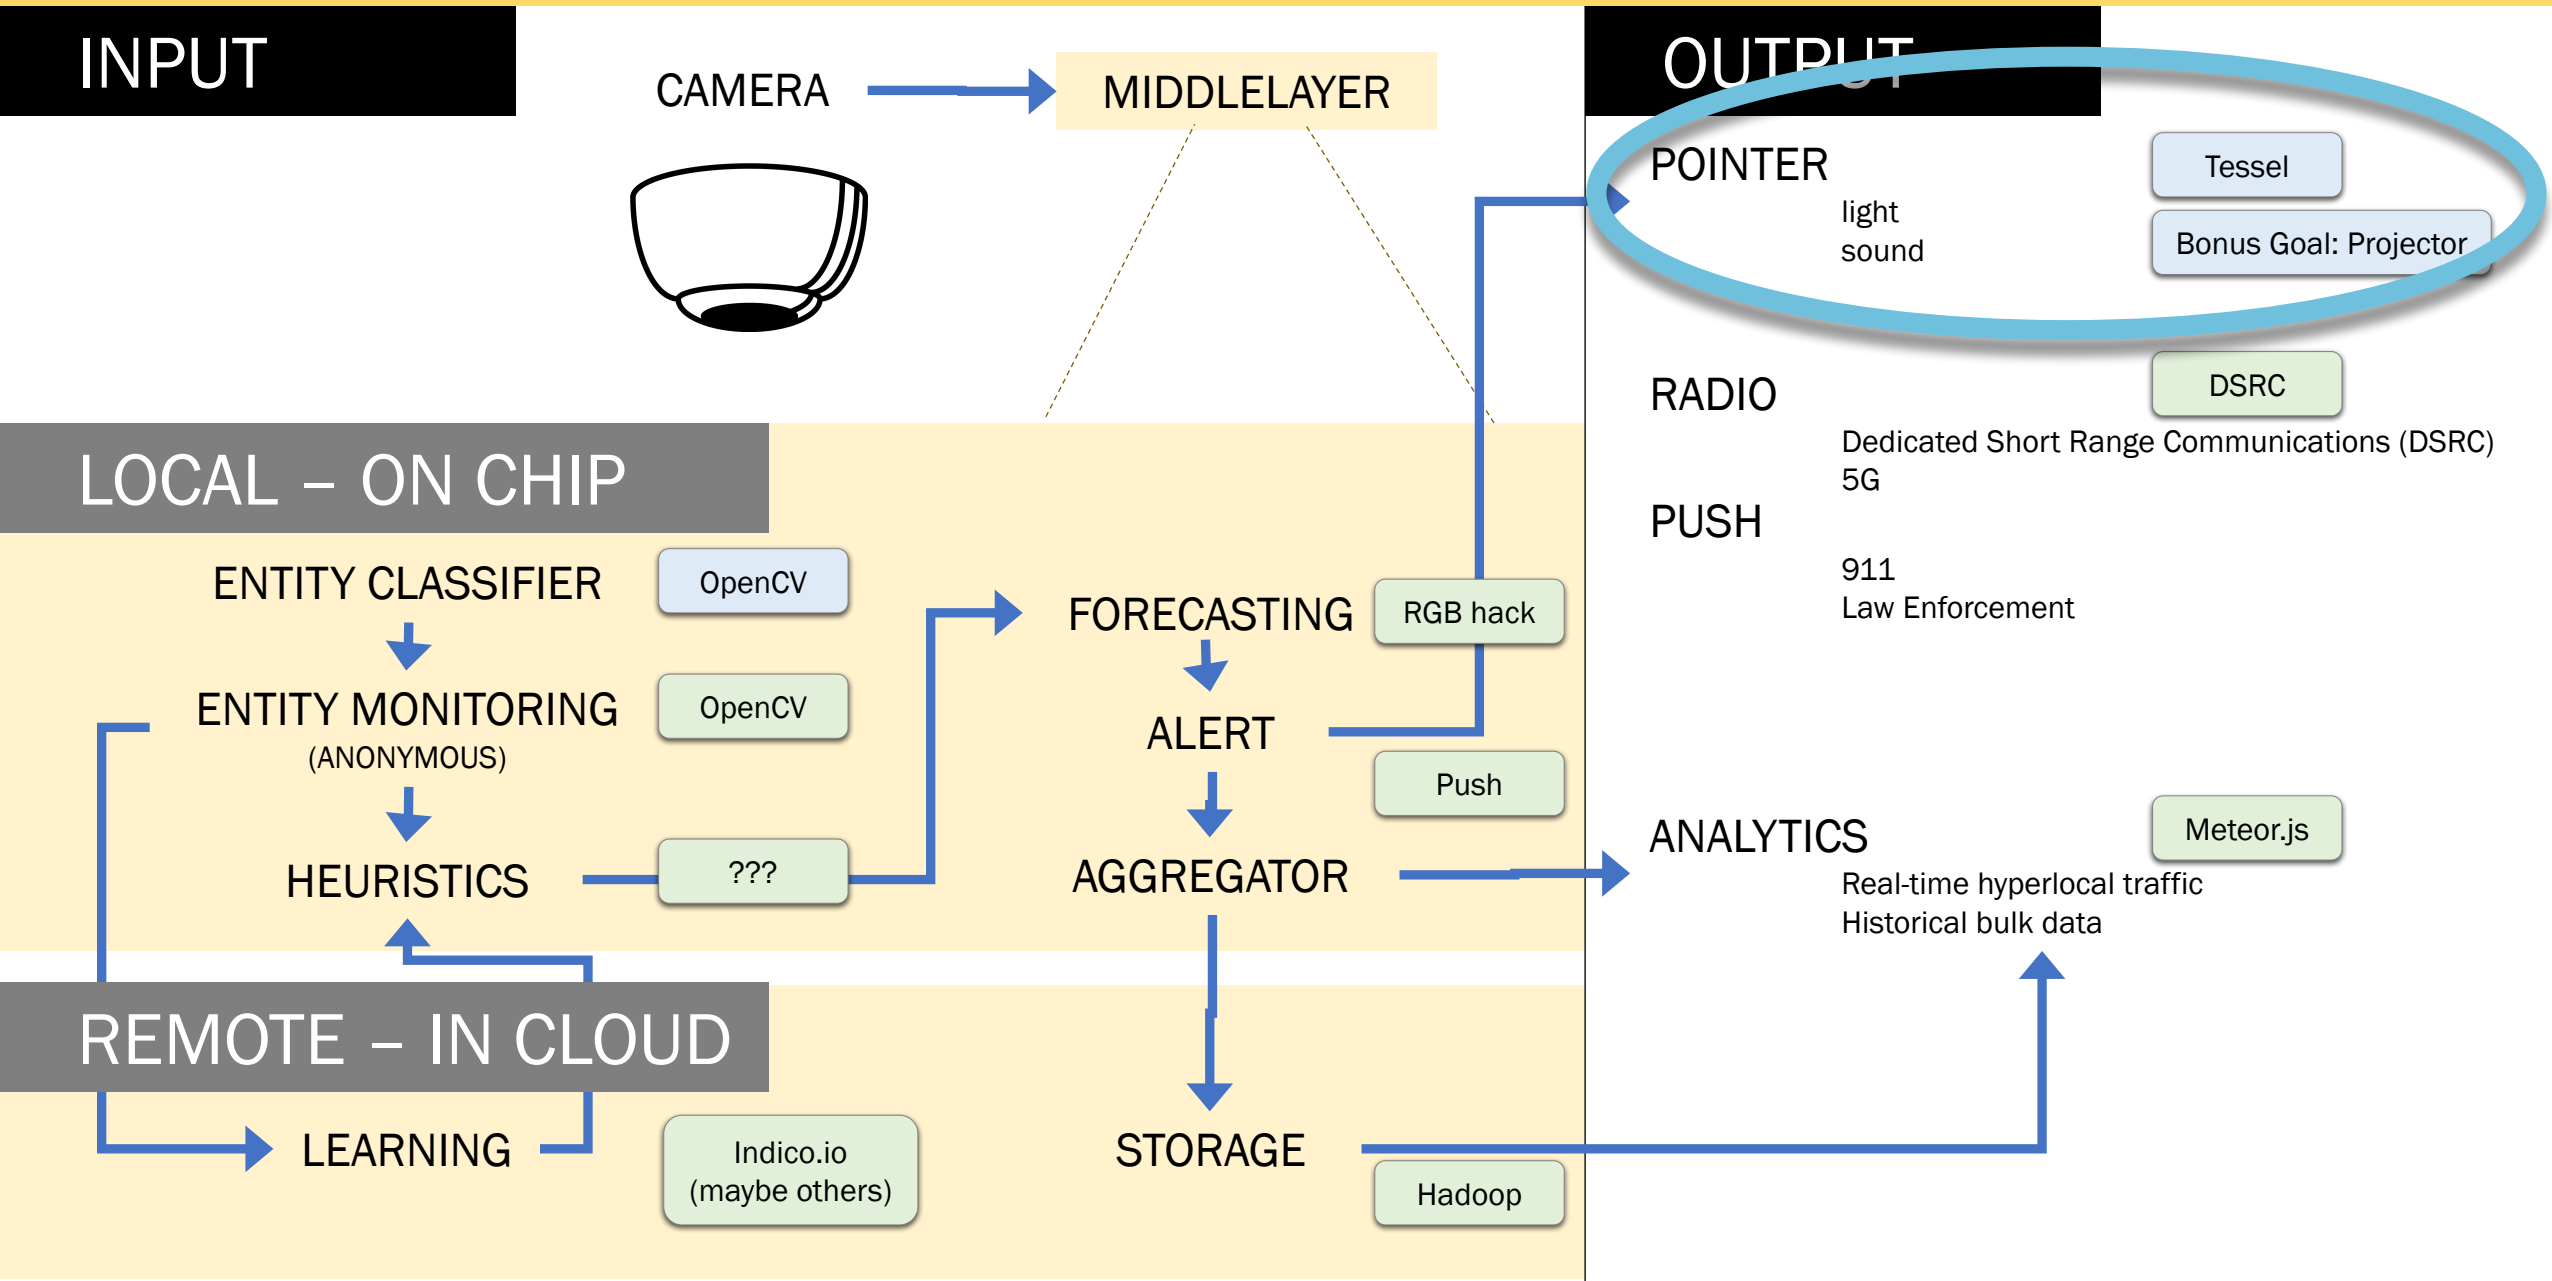 INPUT
CAMERA
MIDDLELAYER
OUTPUT
POINTER
light
sound
Tessel
Bonus Goal: Projector
RADIO
DSRC
Dedicated Short Range Communications (DSRC)
5G
PUSH
911
Law Enforcement
ANALYTICS
Meteor.js
Real-time hyperlocal traffic
Historical bulk data
LOCAL – ON CHIP
ENTITY CLASSIFIER
OpenCV
ENTITY MONITORING
(ANONYMOUS)
OpenCV
HEURISTICS
???
FORECASTING
RGB hack
ALERT
Push
AGGREGATOR
REMOTE – IN CLOUD
LEARNING
Indico.io
(maybe others)
STORAGE
Hadoop